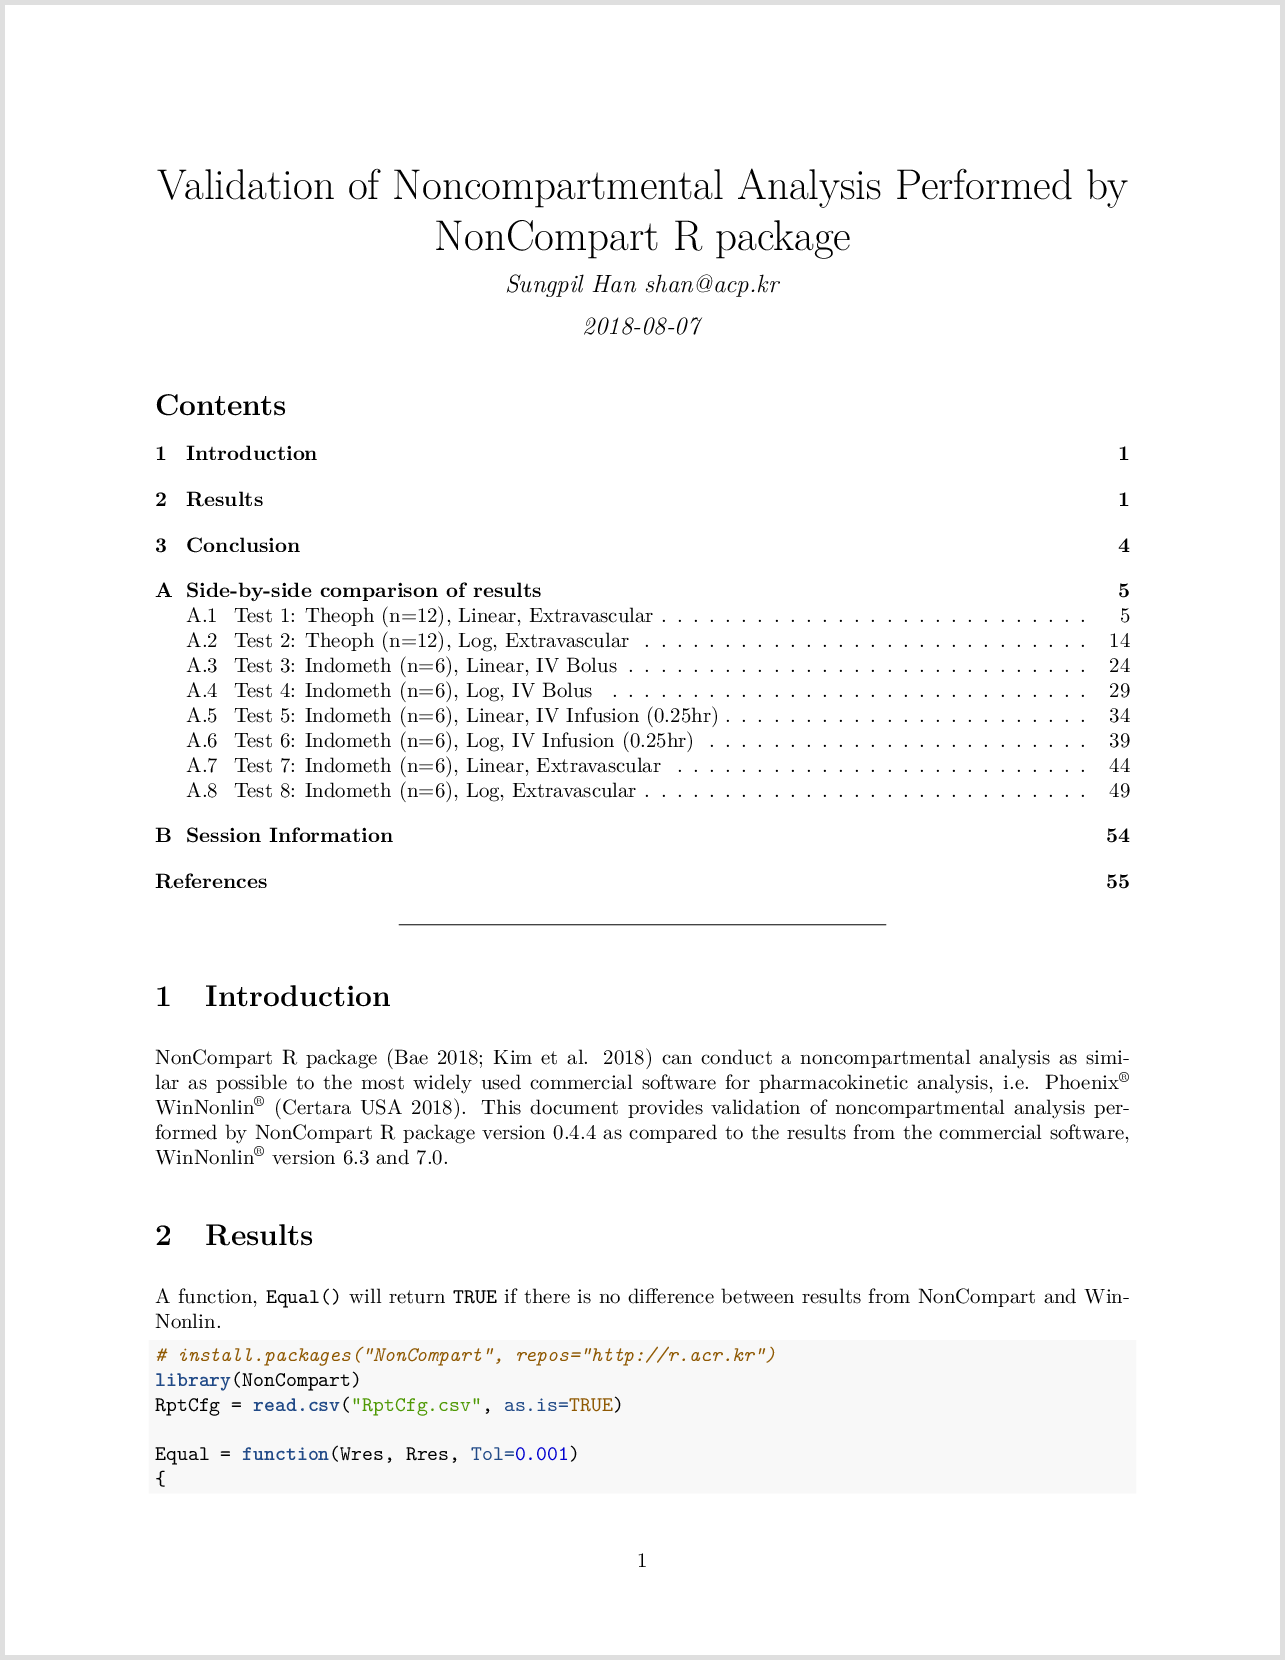 Validation of Noncompartmental Analysis Performed by
NonCompart R package
Sungpil Han shan@acp.kr
2018-08-07
Contents
1 Introduction 1
2 Results 1
3 Conclusion 4
A Side-by-side comparison of results 5
A.1 Test 1: Theoph (n=12), Linear, Extravascular . . . . . . . . . . . . . . . . . . . . . . . . . . . 5
A.2 Test 2: Theoph (n=12), Log, Extravascular . . . . . . . . . . . . . . . . . . . . . . . . . . . . 14
A.3 Test 3: Indometh (n=6), Linear, IV Bolus . . . . . . . . . . . . . . . . . . . . . . . . . . . . . 24
A.4 Test 4: Indometh (n=6), Log, IV Bolus . . . . . . . . . . . . . . . . . . . . . . . . . . . . . . 29
A.5 Test 5: Indometh (n=6), Linear, IV Infusion (0.25hr) . . . . . . . . . . . . . . . . . . . . . . . 34
A.6 Test 6: Indometh (n=6), Log, IV Infusion (0.25hr) . . . . . . . . . . . . . . . . . . . . . . . . 39
A.7 Test 7: Indometh (n=6), Linear, Extravascular . . . . . . . . . . . . . . . . . . . . . . . . . . 44
A.8 Test 8: Indometh (n=6), Log, Extravascular . . . . . . . . . . . . . . . . . . . . . . . . . . . . 49
B Session Information 54
References 55
1 Introduction
NonCompart R package (Bae 2018; Kim et al. 2018) can conduct a noncompartmental analysis as simi-
lar as possible to the most widely used commercial software for pharmacokinetic analysis, i.e. Phoenix®
WinNonlin® (Certara USA 2018). This document provides validation of noncompartmental analysis per-
formed by NonCompart R package version 0.4.4 as compared to the results from the commercial software,
WinNonlin® version 6.3 and 7.0.
2 Results
A function, Equal() will return TRUE if there is no difference between results from NonCompart and Win-
Nonlin.
# install.packages("NonCompart", repos="http://r.acr.kr")
library(NonCompart)
RptCfg = read.csv("RptCfg.csv", as.is=TRUE)
Equal = function(Wres, Rres, Tol=0.001)
{
1